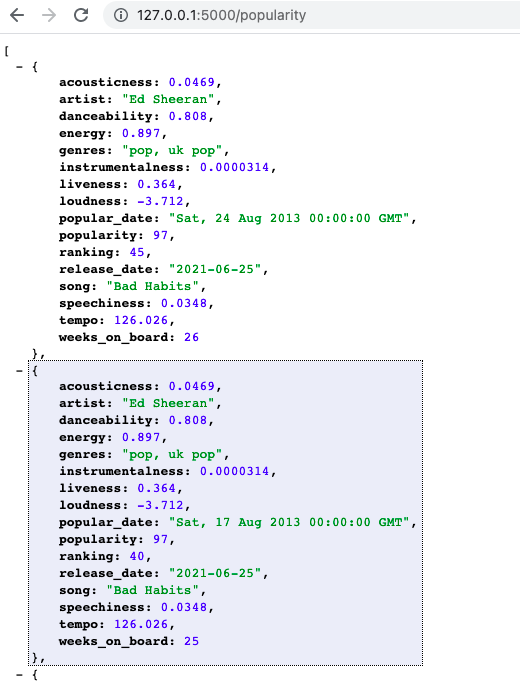 127.0.0.1:5000/popularity
[
− {
acousticness: 0.0469,
artist: "Ed Sheeran",
danceability: 0.808,
energy: 0.897,
genres: "pop, uk pop",
instrumentalness: 0.0000314,
liveness: 0.364,
loudness: -3.712,
popular_date: "Sat, 24 Aug 2013 00:00:00 GMT",
popularity: 97,
ranking: 45,
release_date: "2021-06-25",
song: "Bad Habits",
speechiness: 0.0348,
tempo: 126.026,
weeks_on_board: 26
},
− {
acousticness: 0.0469,
artist: "Ed Sheeran",
danceability: 0.808,
energy: 0.897,
genres: "pop, uk pop",
instrumentalness: 0.0000314,
liveness: 0.364,
loudness: -3.712,
popular_date: "Sat, 17 Aug 2013 00:00:00 GMT",
popularity: 97,
ranking: 40,
release_date: "2021-06-25",
song: "Bad Habits",
speechiness: 0.0348,
tempo: 126.026,
weeks_on_board: 25
},
− {